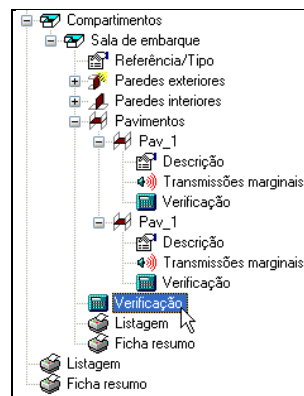 Compartimentos
Sala de embarque
Referência/Tipo
Paredes exteriores
Paredes interiores
Pavimentos
Pav_1
Descrição
Transmissões marginais
Verificação
Pav_1
Descrição
Transmissões marginais
Verificação
Verificação
Listagem
Ficha resumo
Listagem
Ficha resumo